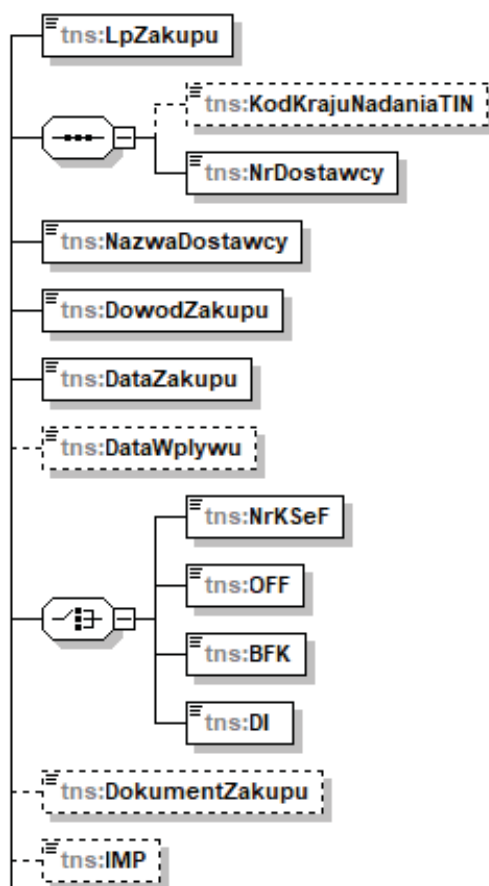 tns:LpZakupu
tns:KodKrajuNadaniaTIN
tns:NrDostawcy
tns:NazwaDostawcy
tns:DowodZakupu
tns:DataZakupu
tns:DataWplywu
tns:NrKSeF
tns:OFF
tns:BFK
tns:DI
tns:DokumentZakupu
tns:IMP